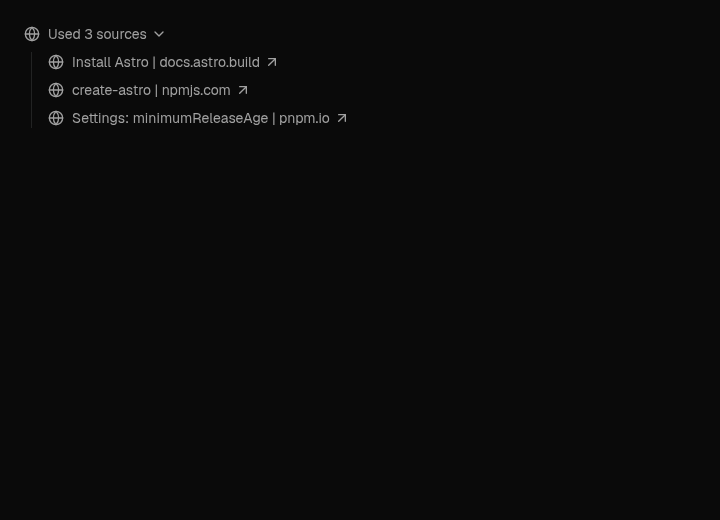 Used 3 sources
Install Astro | docs.astro.build
create-astro | npmjs.com
Settings: minimumReleaseAge | pnpm.io